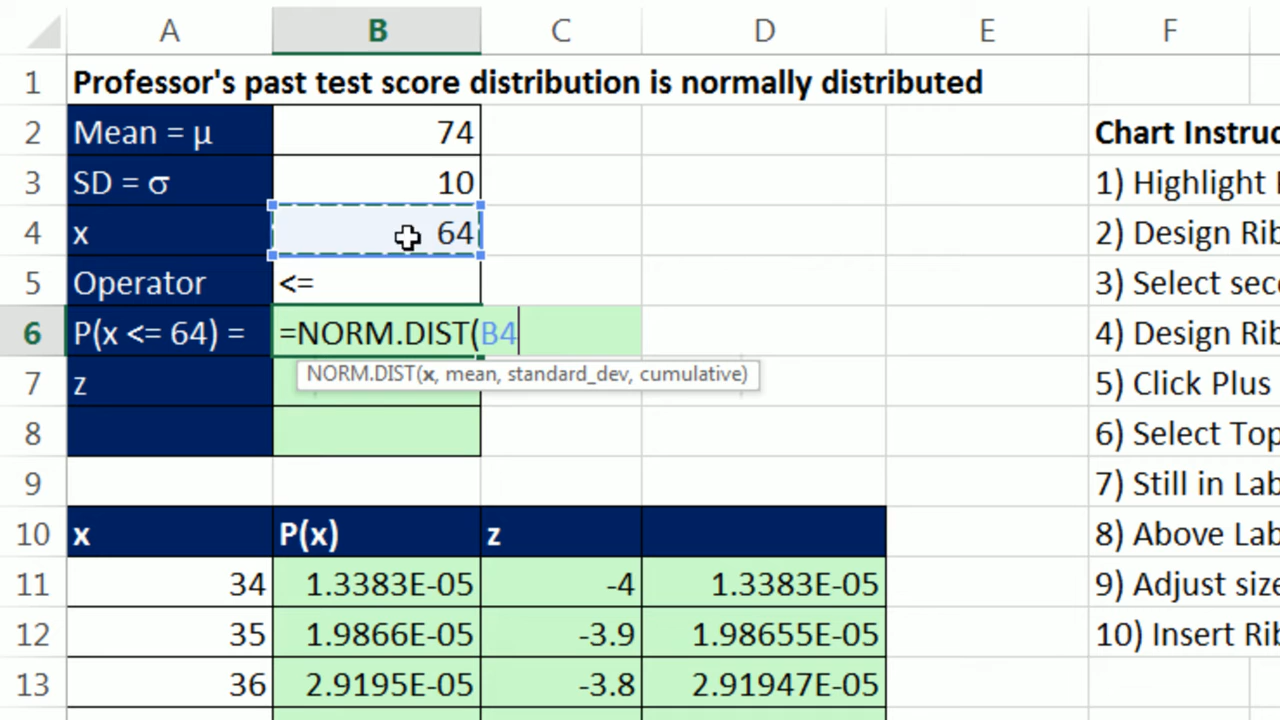 A B C D E F
1 Professor's past test score distribution is normally distributed
2 Mean = µ 74 Chart Instruc
3 SD = σ 10 1) Highlight
4 x 64 2) Design Rib
5 Operator <= 3) Select seco
6 P(x <= 64) = =NORM.DIST(B4 4) Design Rib
NORM.DIST(x, mean, standard_dev, cumulative)
7 z 5) Click Plus
8 6) Select Top
9 7) Still in Lab
10 x P(x) z 8) Above Lab
11 34 1.3383E-05 -4 1.3383E-05 9) Adjust size
12 35 1.9866E-05 -3.9 1.98655E-05 10) Insert Rib
13 36 2.9195E-05 -3.8 2.91947E-05